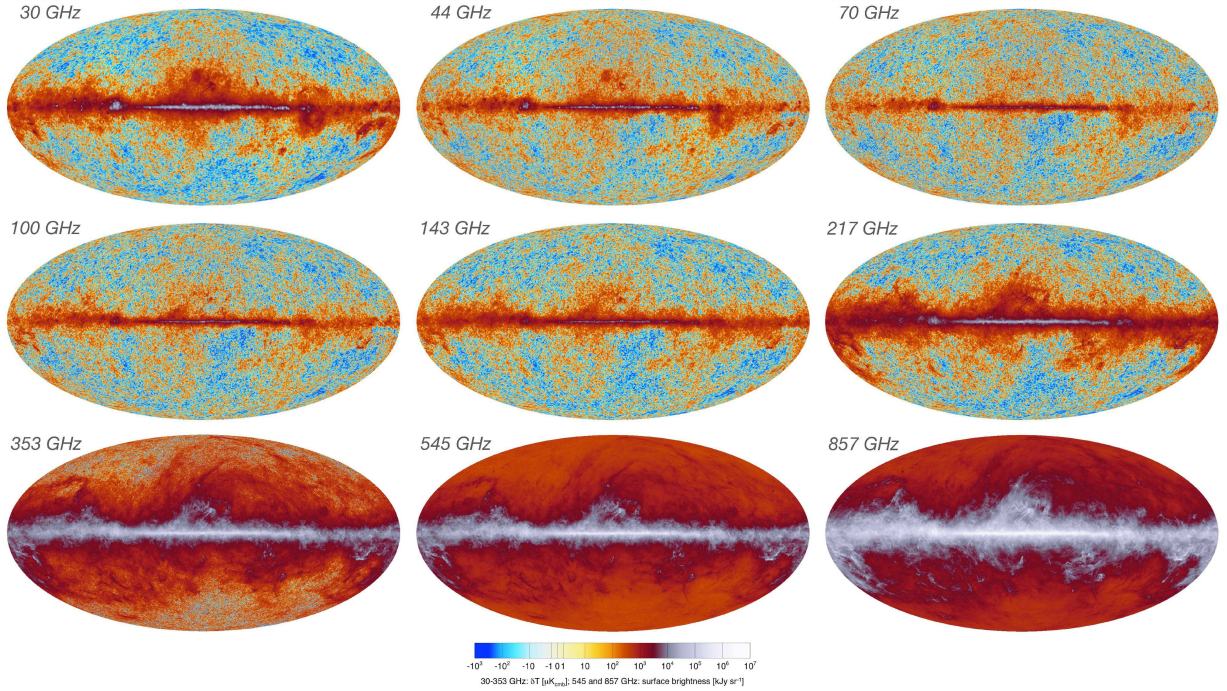 30 GHz
44 GHz
70 GHz
100 GHz
143 GHz
217 GHz
353 GHz
545 GHz
857 GHz
-10³ -10² -10 -1 0 1 10 10² 10³ 10⁴ 10⁵ 10⁶ 10⁷
30-353 GHz: δT [μK_cmb]; 545 and 857 GHz: surface brightness [kJy sr⁻¹]